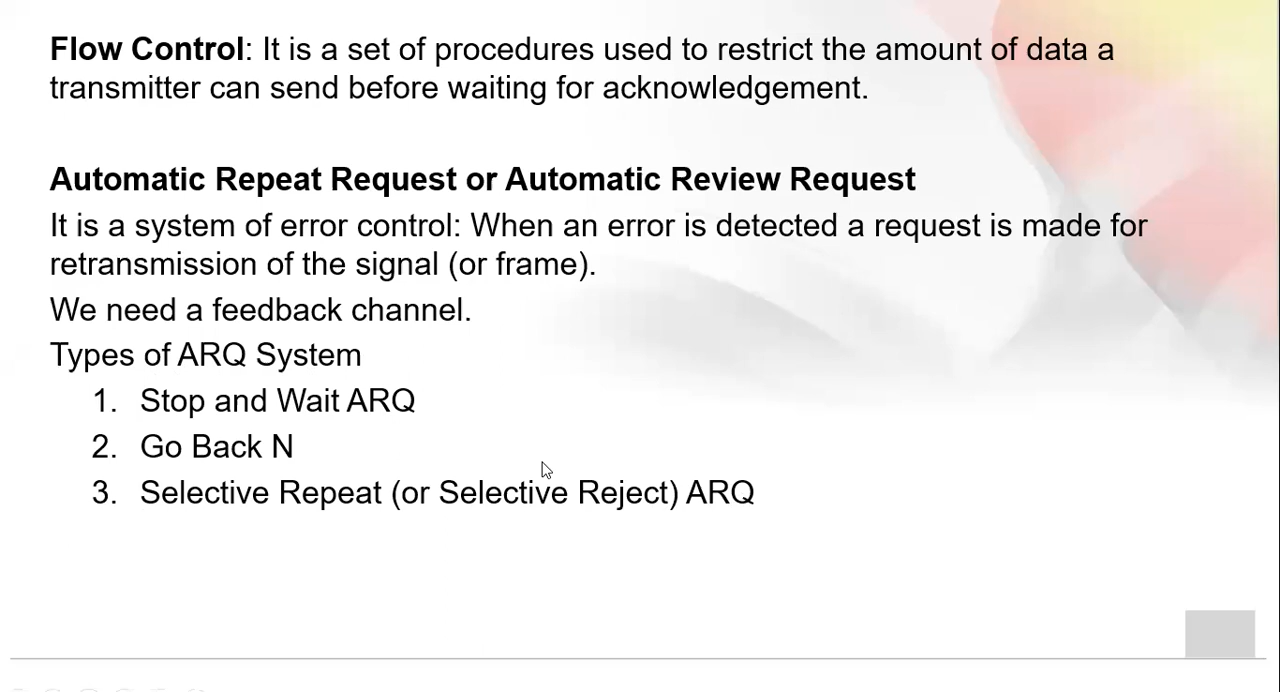 Flow Control: It is a set of procedures used to restrict the amount of data a
transmitter can send before waiting for acknowledgement.
Automatic Repeat Request or Automatic Review Request
It is a system of error control: When an error is detected a request is made for
retransmission of the signal (or frame).
We need a feedback channel.
Types of ARQ System
1. Stop and Wait ARQ
2. Go Back N
3. Selective Repeat (or Selective Reject) ARQ